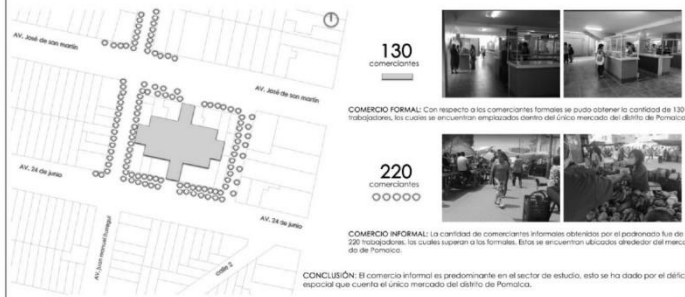 AV. José de san martín
AV. José de san martín
AV. 24 de junio
AV. 24 de junio
AV. juan manuel iturregui
calle 2
130
comerciantes
COMERCIO FORMAL: Con respecto a los comerciantes formales se pudo obtener la cantidad de 130
trabajadores, los cuales se encuentran emplazados dentro del único mercado del distrito de Pomalca
220
comerciantes
COMERCIO INFORMAL: La cantidad de comerciantes informales obtenidos por el padronado fue de
220 trabajadores, los cuales superan a los formales. Estos se encuentran ubicados alrededor del merca-
do de Pomalca.
CONCLUSIÓN: El comercio informal es predominante en el sector de estudio, esto se ha dado por el défic
espacial que cuenta el único mercado del distrito de Pomalca.